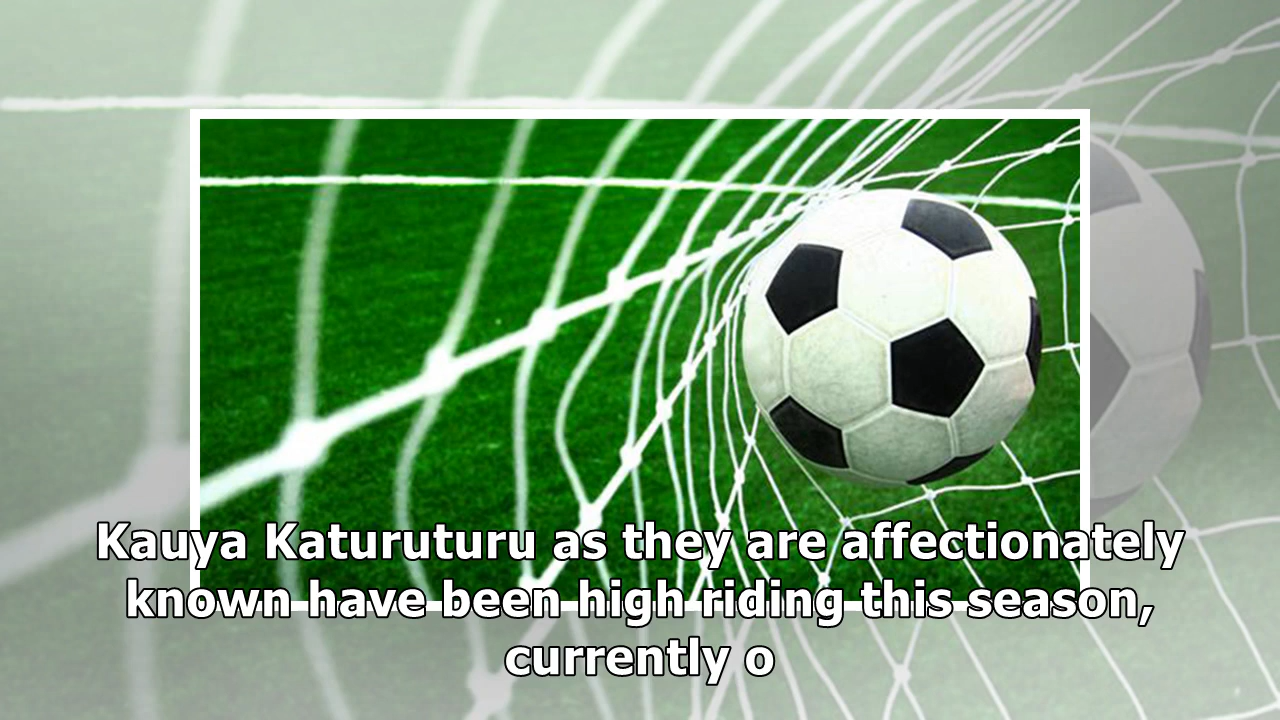 Kauya Katuruturu as they are affectionately
known have been high riding this season,
currently o